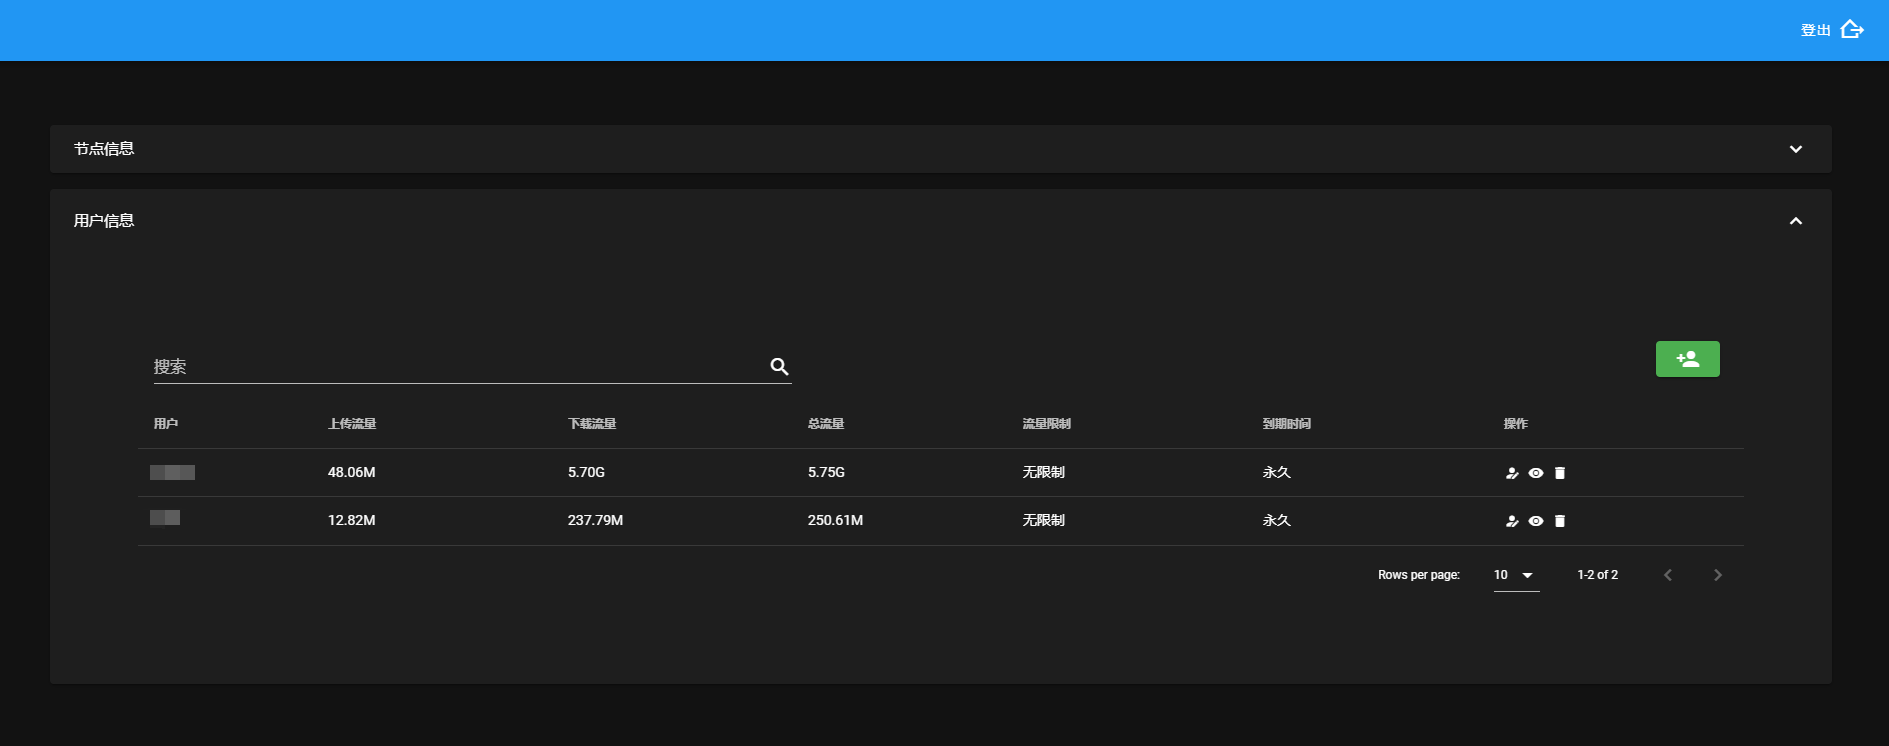 登出
节点信息
用户信息
搜索
用户 上传流量 下载流量 总流量 流量限制 到期时间 操作
48.06M 5.70G 5.75G 无限制 永久
12.82M 237.79M 250.61M 无限制 永久
Rows per page: 10 1-2 of 2